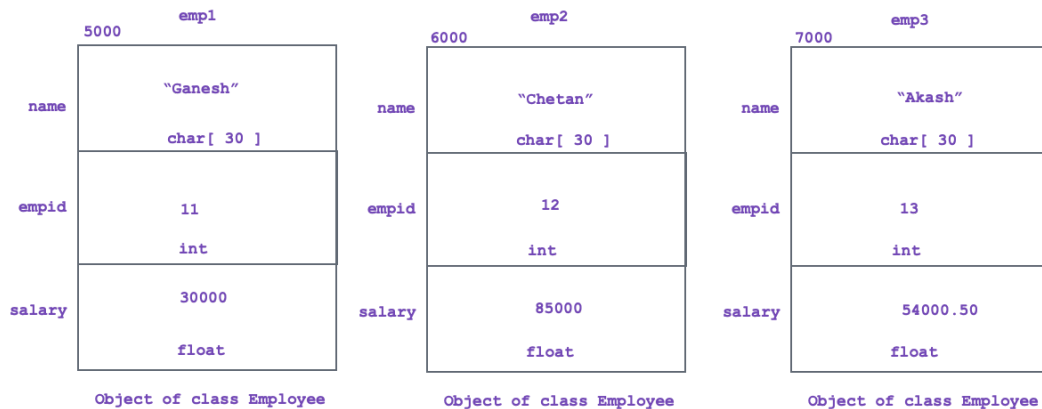 emp1
5000
name
“Ganesh”
char[ 30 ]
empid
11
int
salary
30000
float
Object of class Employee
emp2
6000
name
“Chetan”
char[ 30 ]
empid
12
int
salary
85000
float
Object of class Employee
emp3
7000
name
“Akash”
char[ 30 ]
empid
13
int
salary
54000.50
float
Object of class Employee